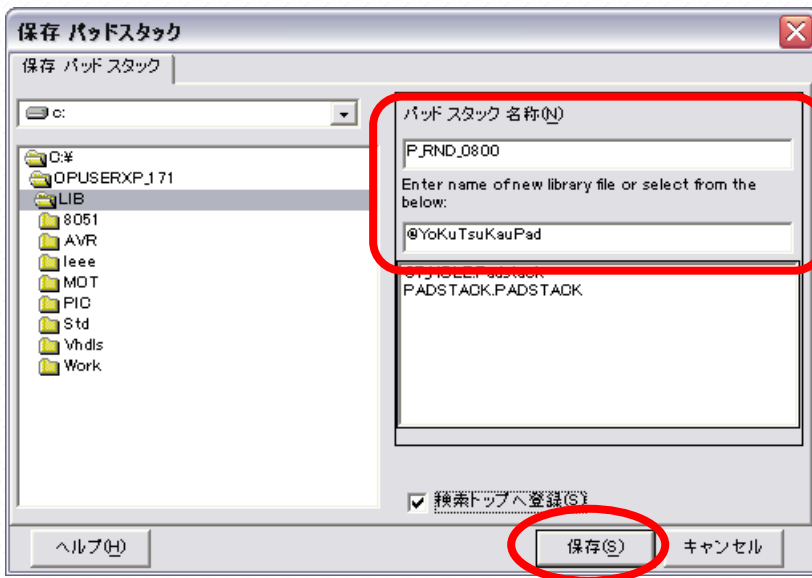 保存 パッドスタック
保存 パッド スタック
c:
C:¥
OPUSERXP_171
LIB
8051
AVR
Ieee
MOT
PIC
Std
Vhdls
Work
パッド スタック 名称(N)
P_RND_0800
Enter name of new library file or select from the
below:
@YoKuTsuKauPad
PADSTACK.PADSTACK
検索トップへ登録(S)
ヘルプ(H)
保存(S)
キャンセル